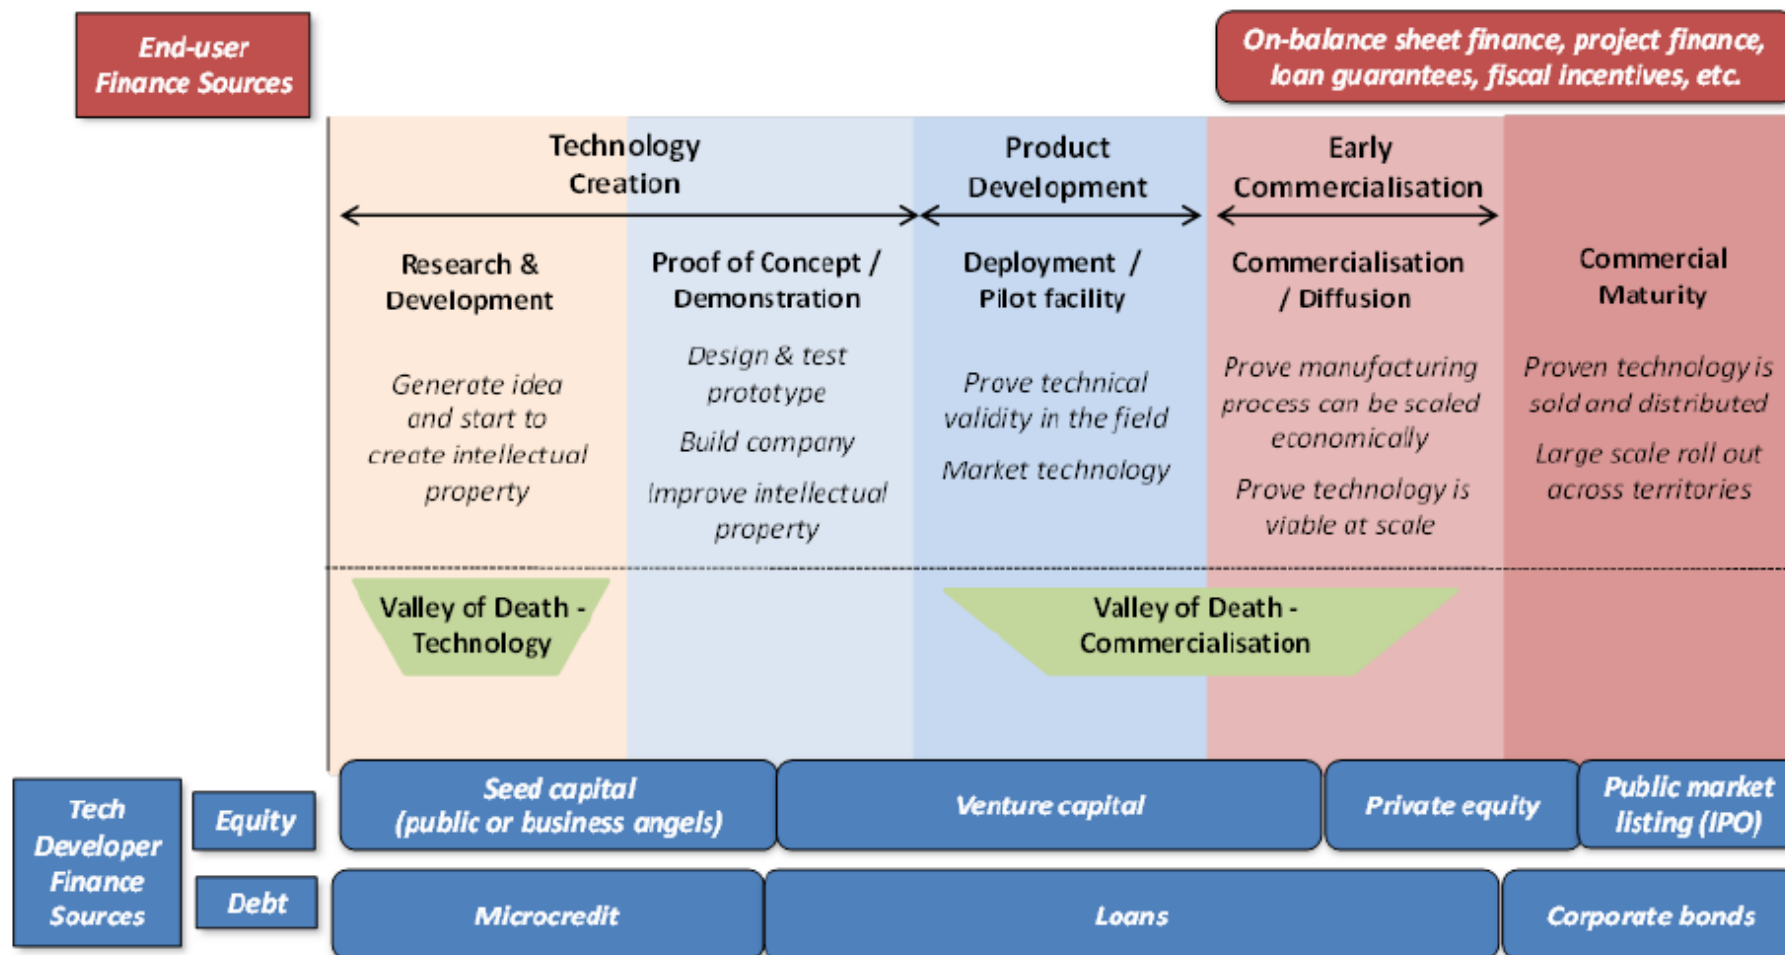 End-user
Finance Sources
On-balance sheet finance, project finance,
loan guarantees, fiscal incentives, etc.
Technology
Creation
Product
Development
Early
Commercialisation
Research &
Development
Proof of Concept /
Demonstration
Deployment /
Pilot facility
Commercialisation
/ Diffusion
Commercial
Maturity
Generate idea
and start to
create intellectual
property
Design & test
prototype
Build company
Improve intellectual
property
Prove technical
validity in the field
Market technology
Prove manufacturing
process can be scaled
economically
Prove technology is
viable at scale
Proven technology is
sold and distributed
Large scale roll out
across territories
Valley of Death -
Technology
Valley of Death -
Commercialisation
Tech
Developer
Finance
Sources
Equity
Seed capital
(public or business angels)
Venture capital
Private equity
Public market
listing (IPO)
Debt
Microcredit
Loans
Corporate bonds